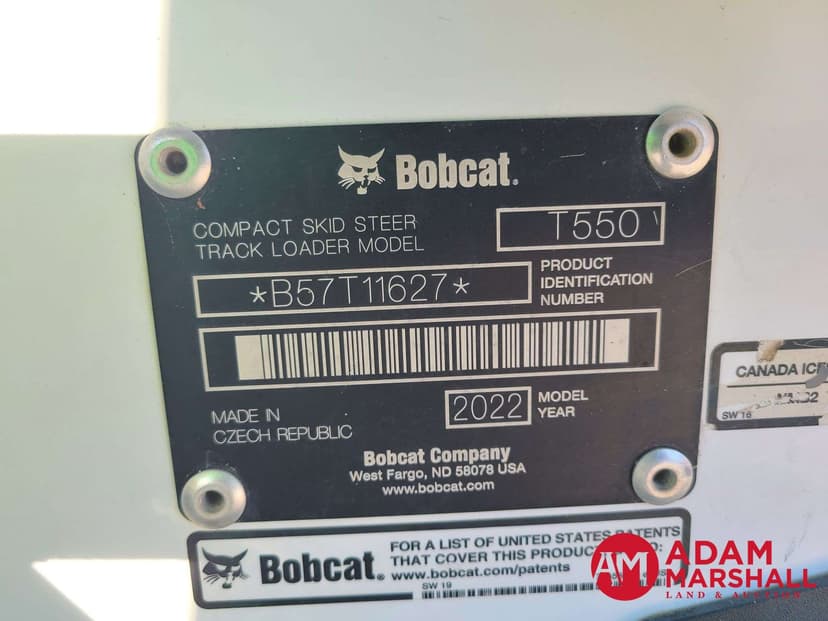 Bobcat.
COMPACT SKID STEER
TRACK LOADER MODEL
T550
*B57T11627*
PRODUCT
IDENTIFICATION
NUMBER
MADE IN
CZECH REPUBLIC
2022
MODEL
YEAR
Bobcat Company
West Fargo, ND 58078 USA
www.bobcat.com
CANADA ICE
SW 16
Bobcat.
FOR A LIST OF UNITED STATES PATENTS
THAT COVER THIS PRODUCT
www.bobcat.com/patents
SW 19
AM
ADAM
MARSHALL
LAND & AUCTION